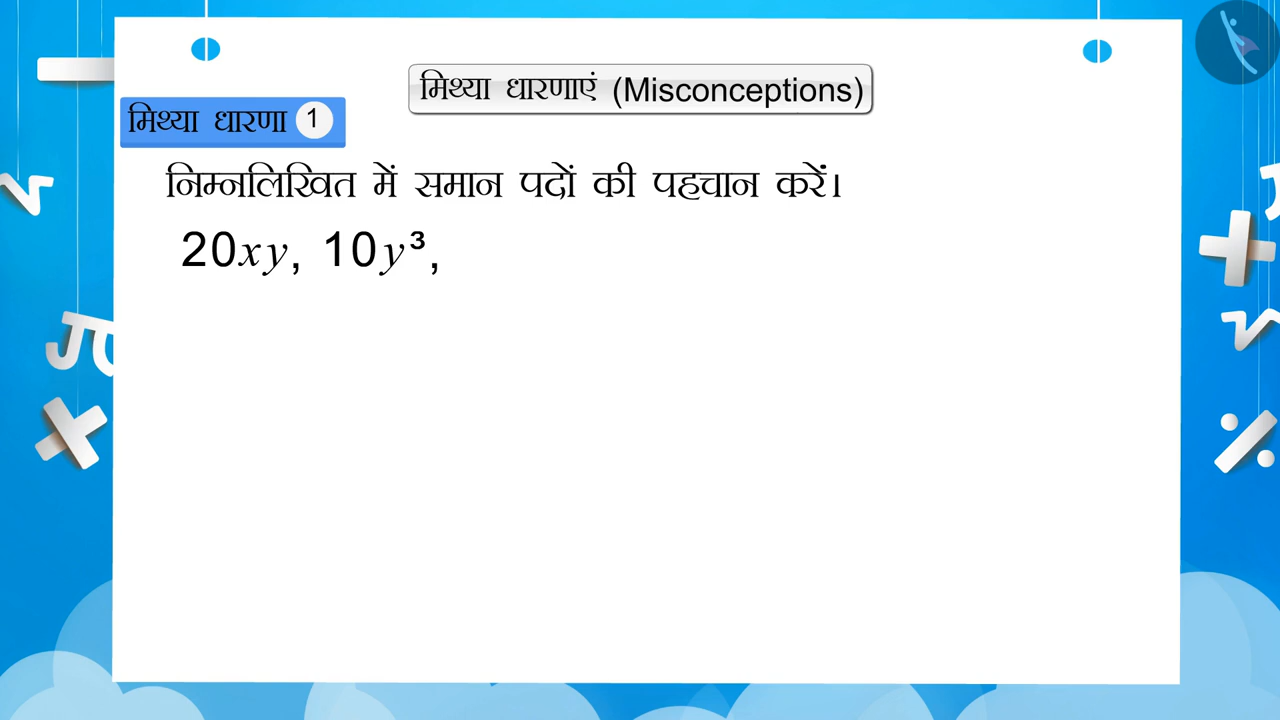 मिथ्या धारणाएं (Misconceptions)
मिथ्या धारणा 1
निम्नलिखित में समान पदों की पहचान करें।
20xy, 10y³,